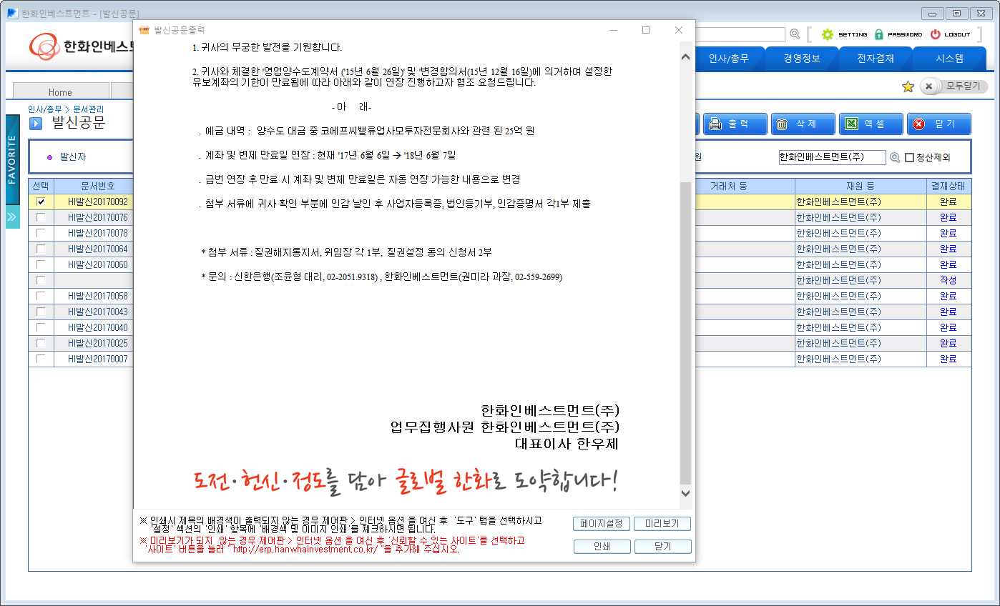 한화인베스트먼트 - [발신공문]
한화인베스트
SETTING
PASSWORD
LOGOUT
인사/총무
경영정보
전자결재
시스템
Home
모두닫기
인사/총무 > 문서관리
발신공문
FAVORITE
출 력
삭 제
엑 셀
닫 기
발신자
원
한화인베스트먼트(주)
청산제외
선택 문서번호 거래처 등 재원 등 결재상태
HI발신20170092 한화인베스트먼트(주) 완료
HI발신20170076 한화인베스트먼트(주) 완료
HI발신20170078 한화인베스트먼트(주) 완료
HI발신20170064 한화인베스트먼트(주) 완료
HI발신20170060 한화인베스트먼트(주) 완료
한화인베스트먼트(주) 작성
HI발신20170058 한화인베스트먼트(주) 완료
HI발신20170043 한화인베스트먼트(주) 완료
HI발신20170040 한화인베스트먼트(주) 완료
HI발신20170025 한화인베스트먼트(주) 완료
HI발신20170007 한화인베스트먼트(주) 완료
발신공문출력
1. 귀사의 무궁한 발전을 기원합니다.
2. 귀사와 체결한 '영업양수도계약서 ('15년 6월 26일)' 및 '변경합의서(15년 12월 16일)에 의거하며 설정한
유보계좌의 기한이 만료됨에 따라 아래와 같이 연장 진행하고자 협조 요청드립니다.
- 아 래-
. 예금 내역 : 양수도 대금 중 코에프씨밸류업사모투자전문회사와 관련 된 25억 원
. 계좌 및 변제 만료일 연장 : 현재 '17년 6월 6일 → '18년 6월 7일
. 금번 연장 후 만료 시 계좌 및 변제 만료일은 자동 연장 가능한 내용으로 변경
. 첨부 서류에 귀사 확인 부분에 인감 날인 후 사업자등록증, 법인등기부, 인감증명서 각1부 제출
* 첨부 서류 : 질권해지통지서, 위임장 각 1부, 질권설정 동의 신청서 2부
* 문의 : 신한은행(조윤형 대리, 02-2051.9318) , 한화인베스트먼트(권미라 과장, 02-559-2699)
한화인베스트먼트(주)
업무집행사원 한화인베스트먼트(주)
대표이사 한우제
도전·헌신·정도를 담아 글로벌 한화로 도약합니다!
※ 인쇄시 제목의 배경색이 출력되지 않는 경우 제어판 > 인터넷 옵션 을 여신 후 '도구' 탭을 선택하시고
'설정' 섹션의 '인쇄' 항목에 '배경색 및 이미지 인쇄'를 체크하시면 됩니다.
※ 미리보기가 되지 않는 경우 제어판 > 인터넷 옵션 을 여신 후 '신뢰할 수 있는 사이트'를 선택하고
'사이트' 버튼을 눌러 " http://erp.hanwhainvestment.co.kr/ "을 추가해 주십시오.
페이지설정
미리보기
인쇄
닫기